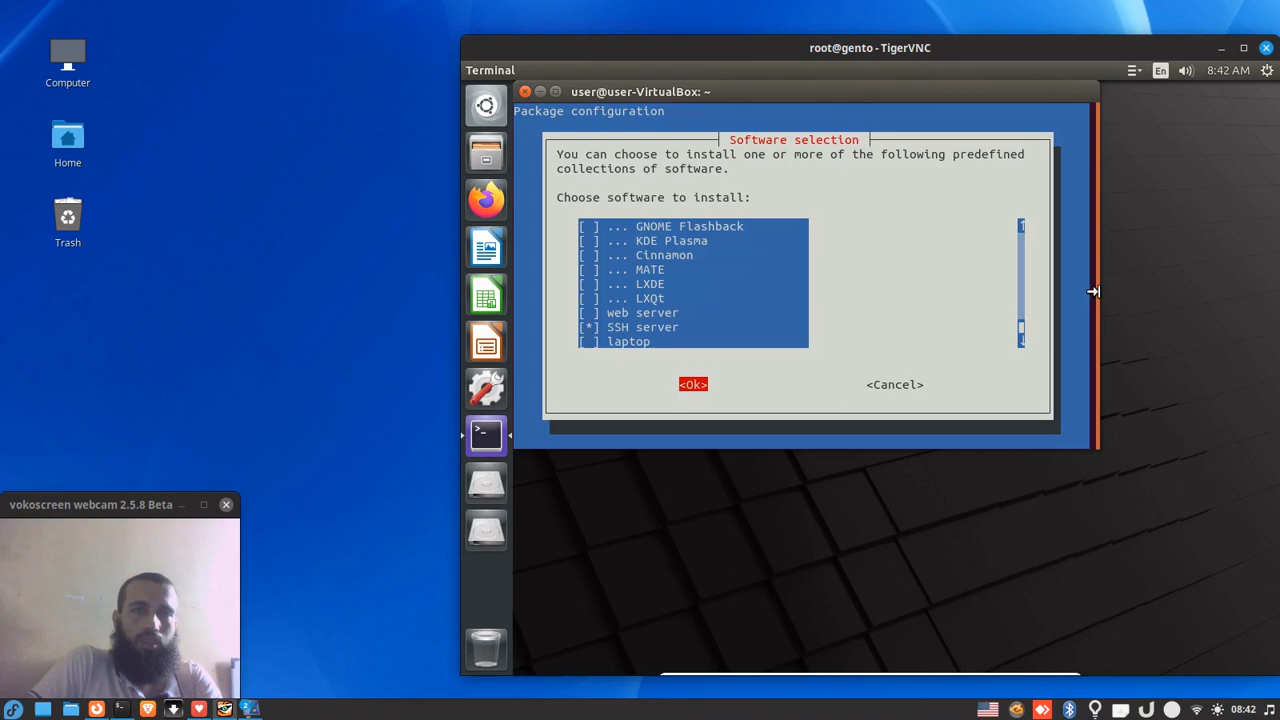 Computer
Home
Trash
root@gento - TigerVNC
Terminal
En
8:42 AM
user@user-VirtualBox: ~
Package configuration
Software selection
You can choose to install one or more of the following predefined
collections of software.
Choose software to install:
[ ] ... GNOME Flashback
[ ] ... KDE Plasma
[ ] ... Cinnamon
[ ] ... MATE
[ ] ... LXDE
[ ] ... LXQt
[ ] web server
[*] SSH server
[ ] laptop
<Ok>
<Cancel>
>_
vokoscreen webcam 2.5.8 Beta
2
08:42